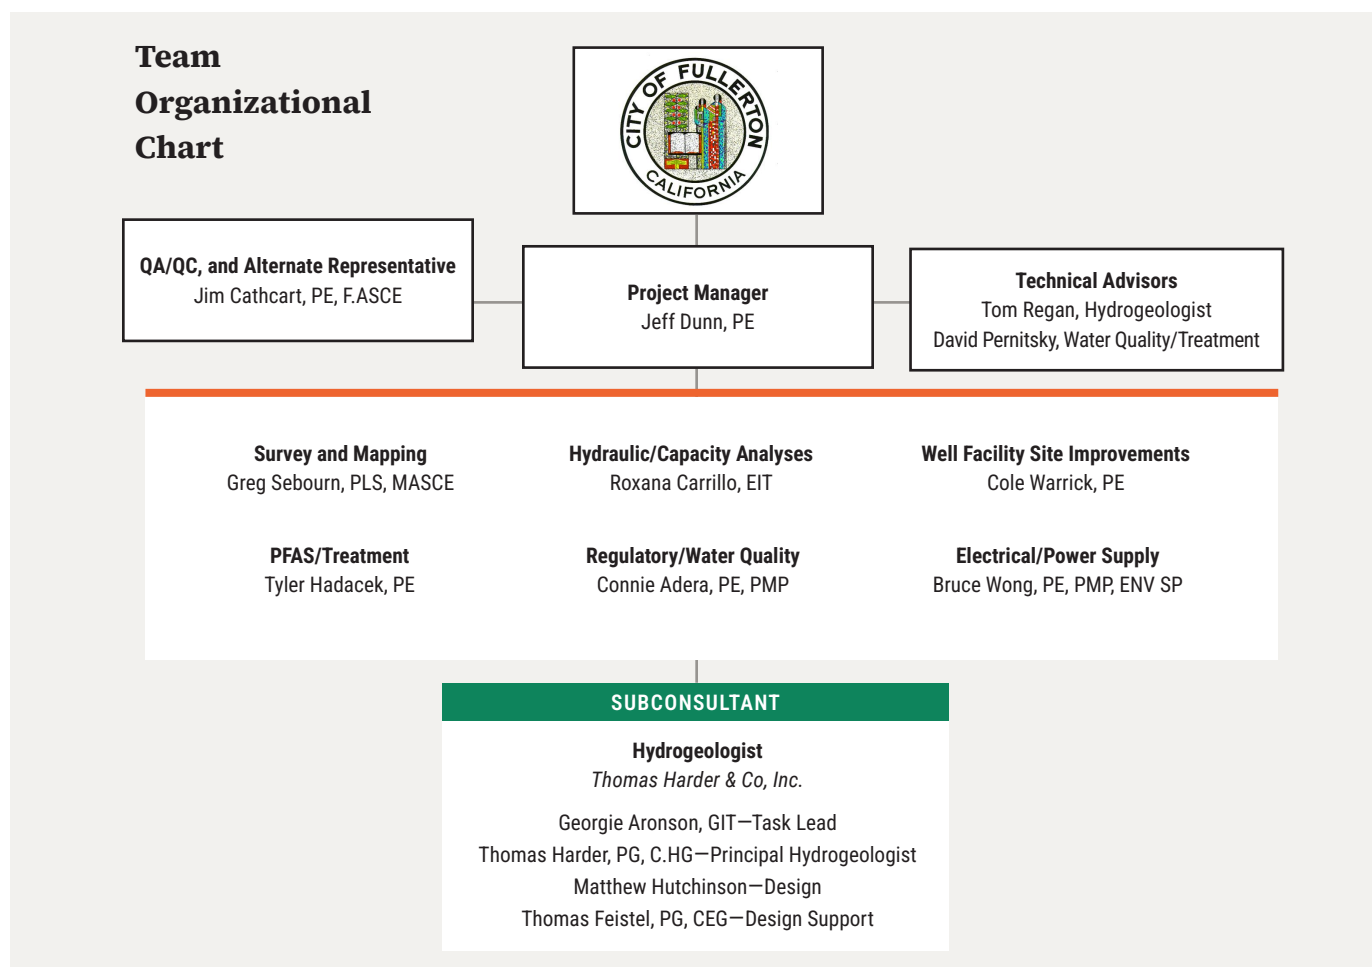 Team
Organizational
Chart
CITY OF FULLERTON
CALIFORNIA
QA/QC, and Alternate Representative
Jim Cathcart, PE, F.ASCE
Project Manager
Jeff Dunn, PE
Technical Advisors
Tom Regan, Hydrogeologist
David Pernitsky, Water Quality/Treatment
Survey and Mapping
Greg Sebourn, PLS, MASCE
Hydraulic/Capacity Analyses
Roxana Carrillo, EIT
Well Facility Site Improvements
Cole Warrick, PE
PFAS/Treatment
Tyler Hadacek, PE
Regulatory/Water Quality
Connie Adera, PE, PMP
Electrical/Power Supply
Bruce Wong, PE, PMP, ENV SP
SUBCONSULTANT
Hydrogeologist
Thomas Harder & Co, Inc.
Georgie Aronson, GIT—Task Lead
Thomas Harder, PG, C.HG—Principal Hydrogeologist
Matthew Hutchinson—Design
Thomas Feistel, PG, CEG—Design Support